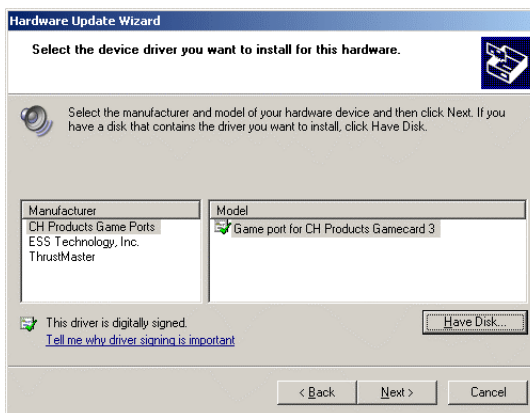 Hardware Update Wizard
Select the device driver you want to install for this hardware.
Select the manufacturer and model of your hardware device and then click Next. If you
have a disk that contains the driver you want to install, click Have Disk.
Manufacturer
CH Products Game Ports
ESS Technology, Inc.
ThrustMaster
Model
Game port for CH Products Gamecard 3
This driver is digitally signed.
Tell me why driver signing is important
Have Disk...
< Back
Next >
Cancel